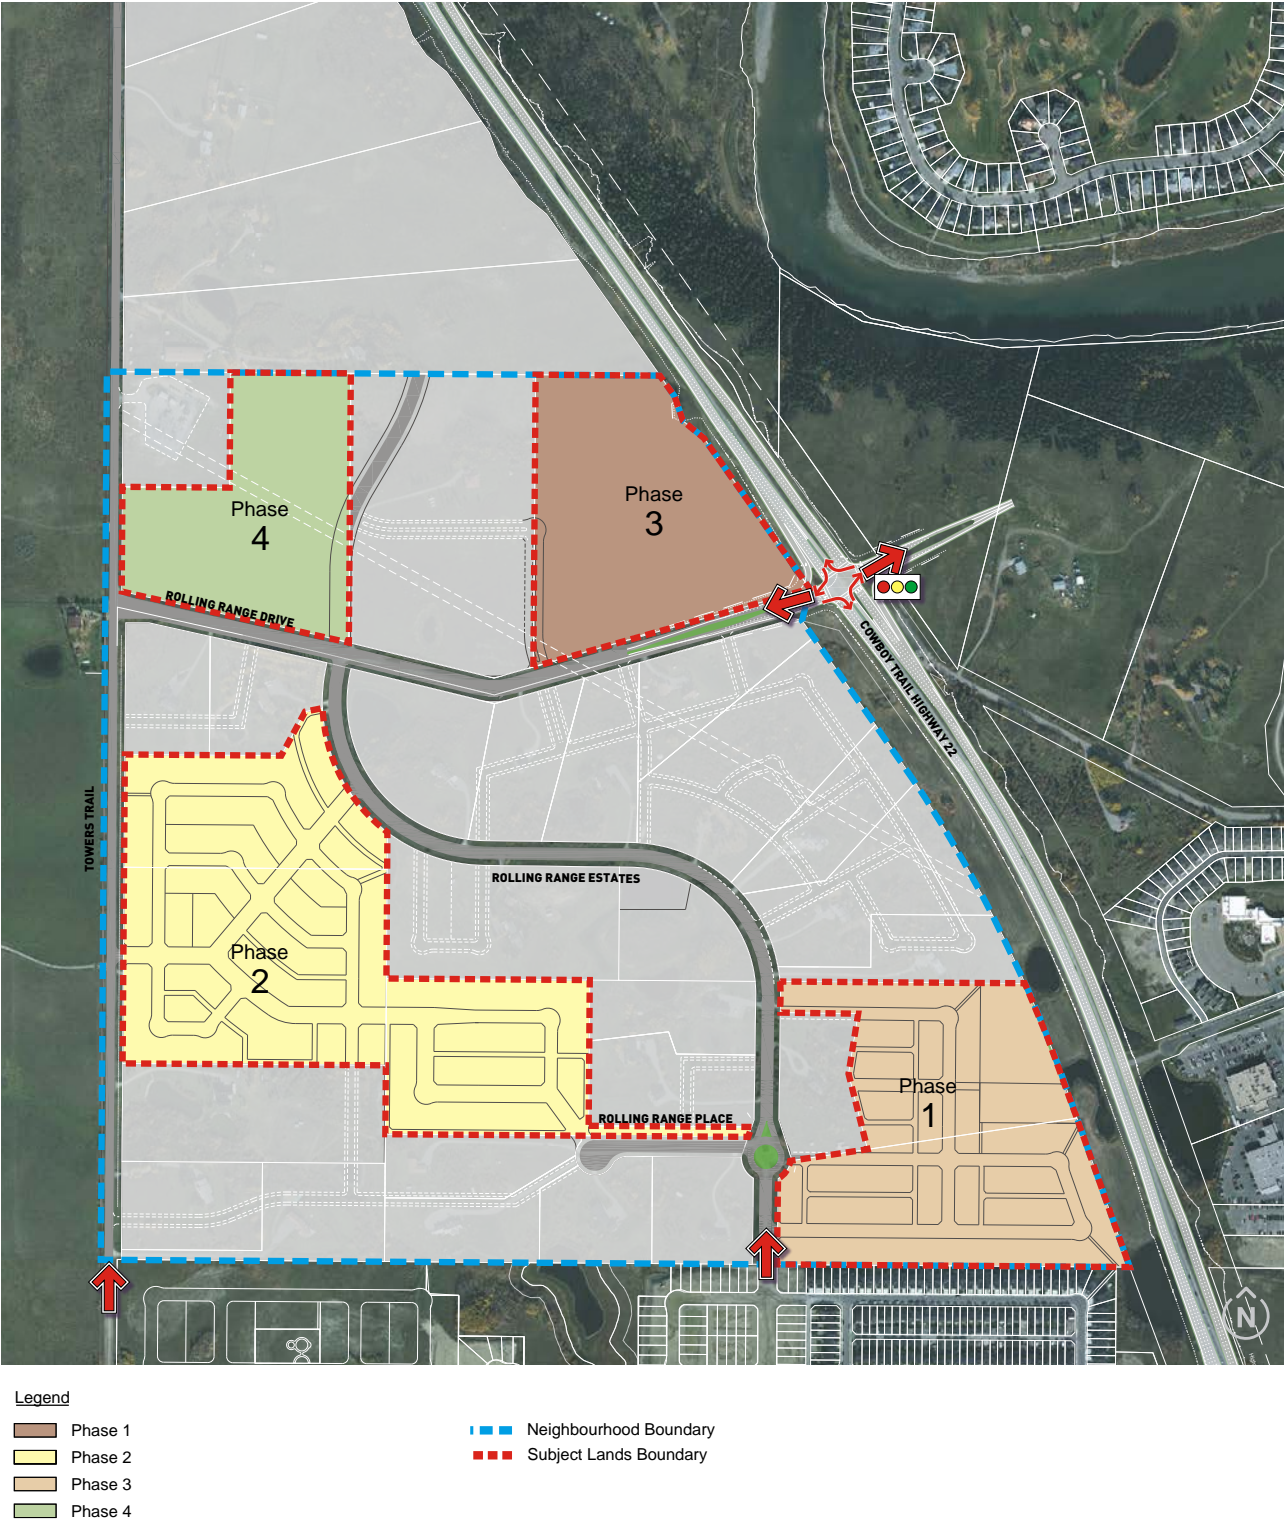 Phase
4
Phase
3
ROLLING RANGE DRIVE
COWBOY TRAIL HIGHWAY 22
TOWERS TRAIL
ROLLING RANGE ESTATES
Phase
2
Phase
1
ROLLING RANGE PLACE
N
Legend
Phase 1
Phase 2
Phase 3
Phase 4
Neighbourhood Boundary
Subject Lands Boundary